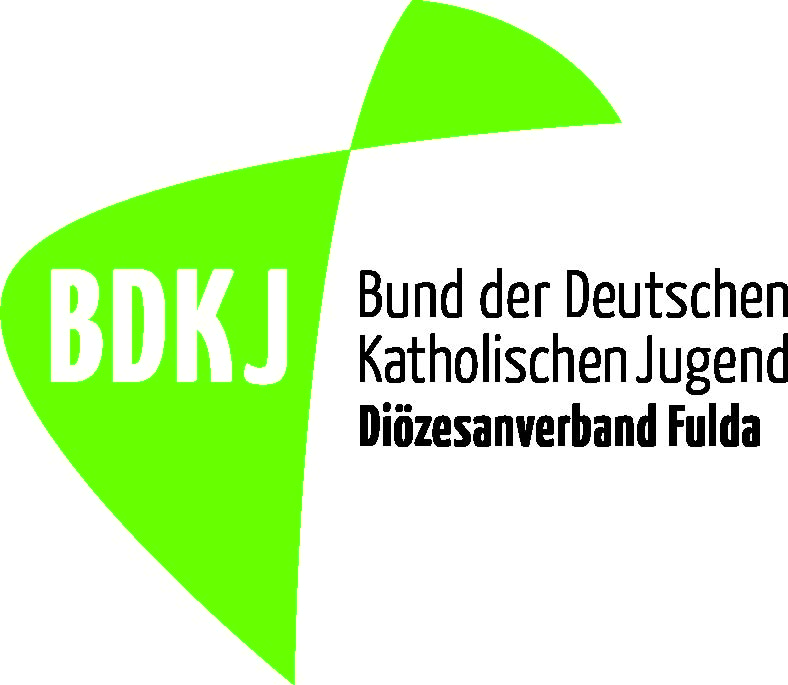 BDKJ
Bund der Deutschen
Katholischen Jugend
Diözesanverband Fulda